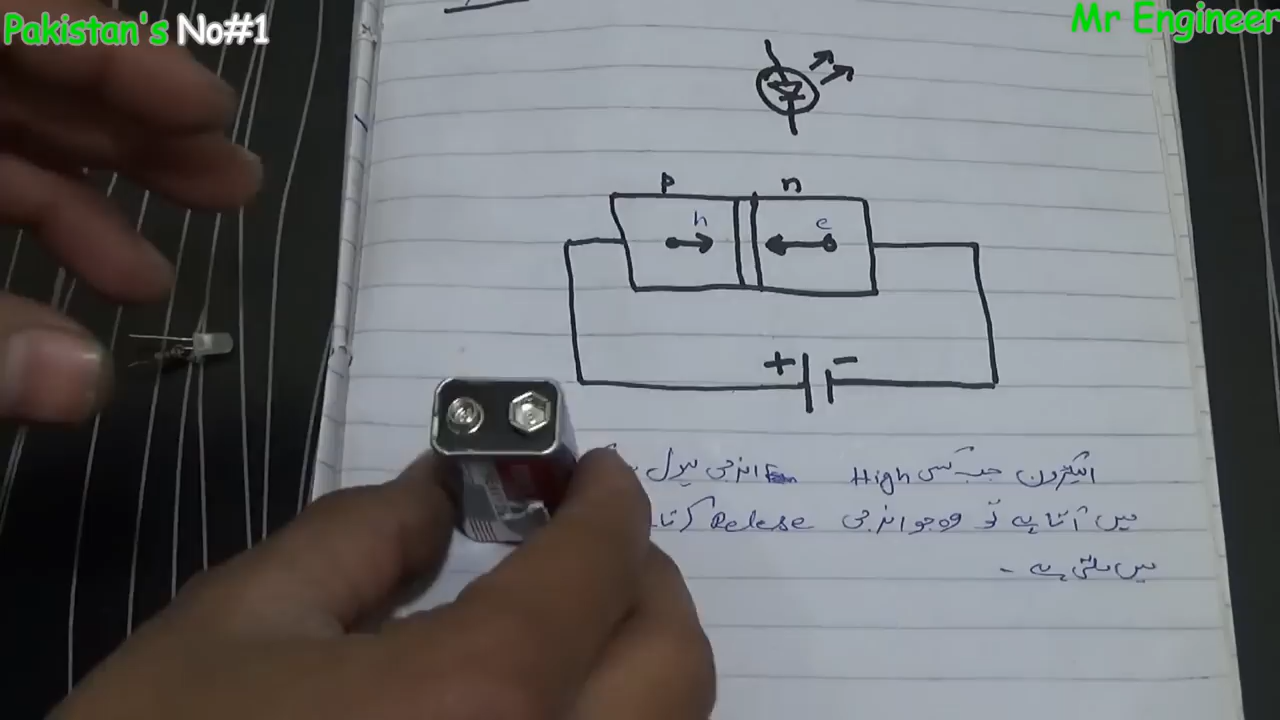 Pakistan's No#1
Mr Engineer
p n
h e
+ -
الیکٹرون جب کسی High انرجی لیول
میں آتا ہے تو وہ جو انرجی Relese کرتا
میں ملتی ہے -